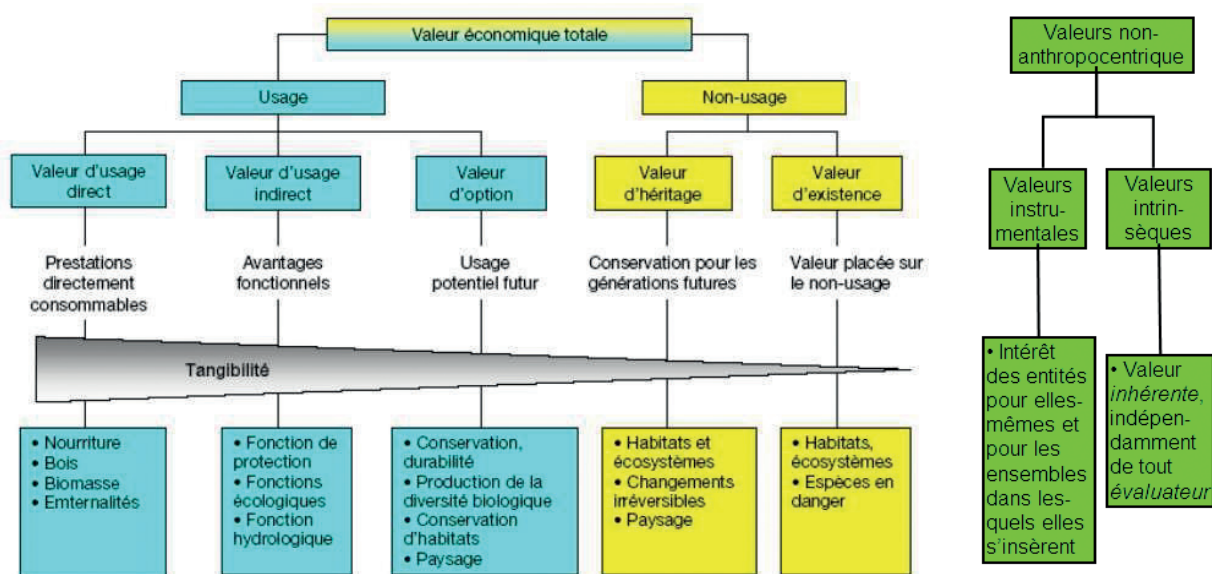 Valeur économique totale
Usage
Non-usage
Valeur d'usage
direct
Valeur d'usage
indirect
Valeur
d'option
Valeur
d'héritage
Valeur
d'existence
Prestations
directement
consommables
Avantages
fonctionnels
Usage
potentiel futur
Conservation pour les
générations futures
Valeur placée sur
le non-usage
Tangibilité
• Nourriture
• Bois
• Biomasse
• Emternalités
• Fonction de
protection
• Fonctions
écologiques
• Fonction
hydrologique
• Conservation,
durabilité
• Production de la
diversité biologique
• Conservation
d'habitats
• Paysage
• Habitats et
écosystèmes
• Changements
irréversibles
• Paysage
• Habitats,
écosystèmes
• Espèces en
danger
Valeurs non-
anthropocentrique
Valeurs
instru-
mentales
Valeurs
intrin-
sèques
• Intérêt
des entités
pour elles-
mêmes et
pour les
ensembles
dans les-
quels elles
s'insèrent
• Valeur
inhérente,
indépen-
damment
de tout
évaluateur